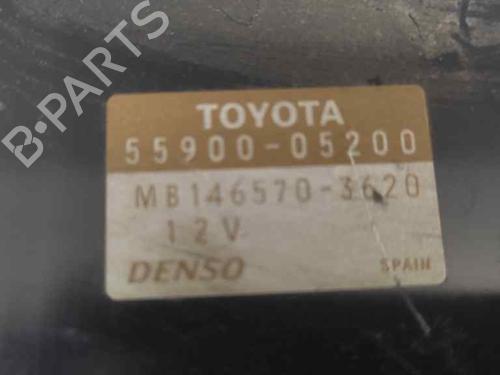 TOYOTA
55900-05200
MB146570-3620
12V
DENSO SPAIN
B-PARTS